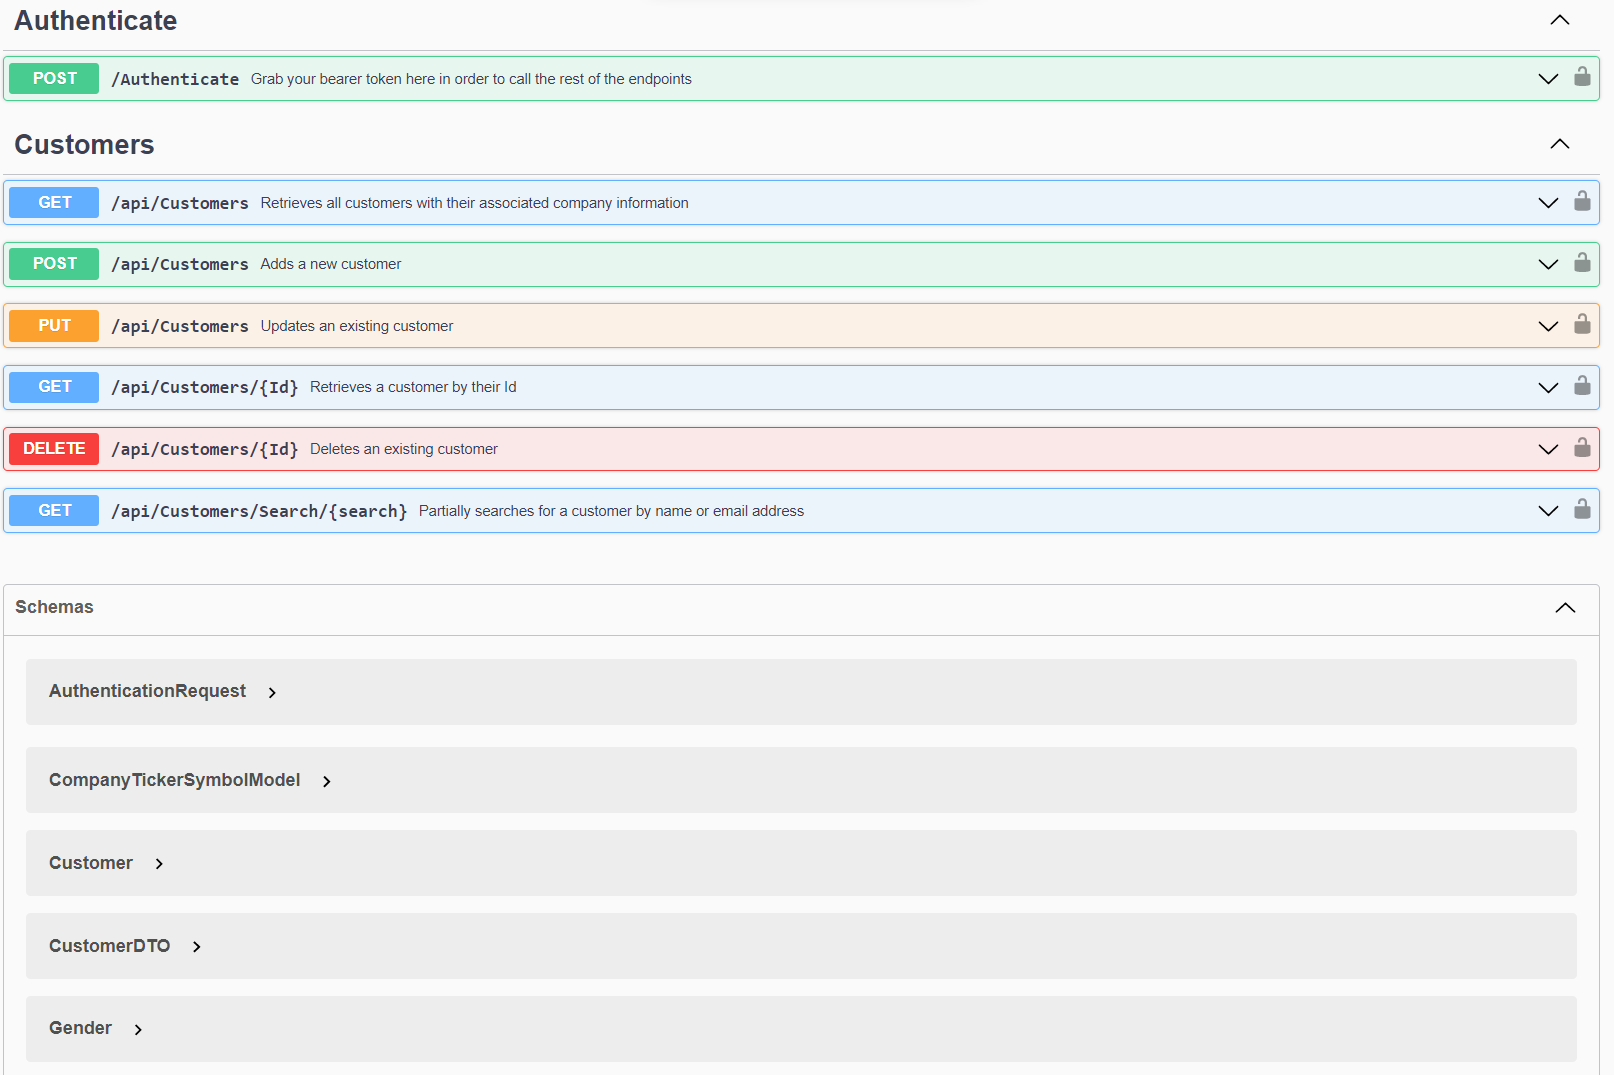 Authenticate
POST /Authenticate Grab your bearer token here in order to call the rest of the endpoints
Customers
GET /api/Customers Retrieves all customers with their associated company information
POST /api/Customers Adds a new customer
PUT /api/Customers Updates an existing customer
GET /api/Customers/{Id} Retrieves a customer by their Id
DELETE /api/Customers/{Id} Deletes an existing customer
GET /api/Customers/Search/{search} Partially searches for a customer by name or email address
Schemas
AuthenticationRequest
CompanyTickerSymbolModel
Customer
CustomerDTO
Gender